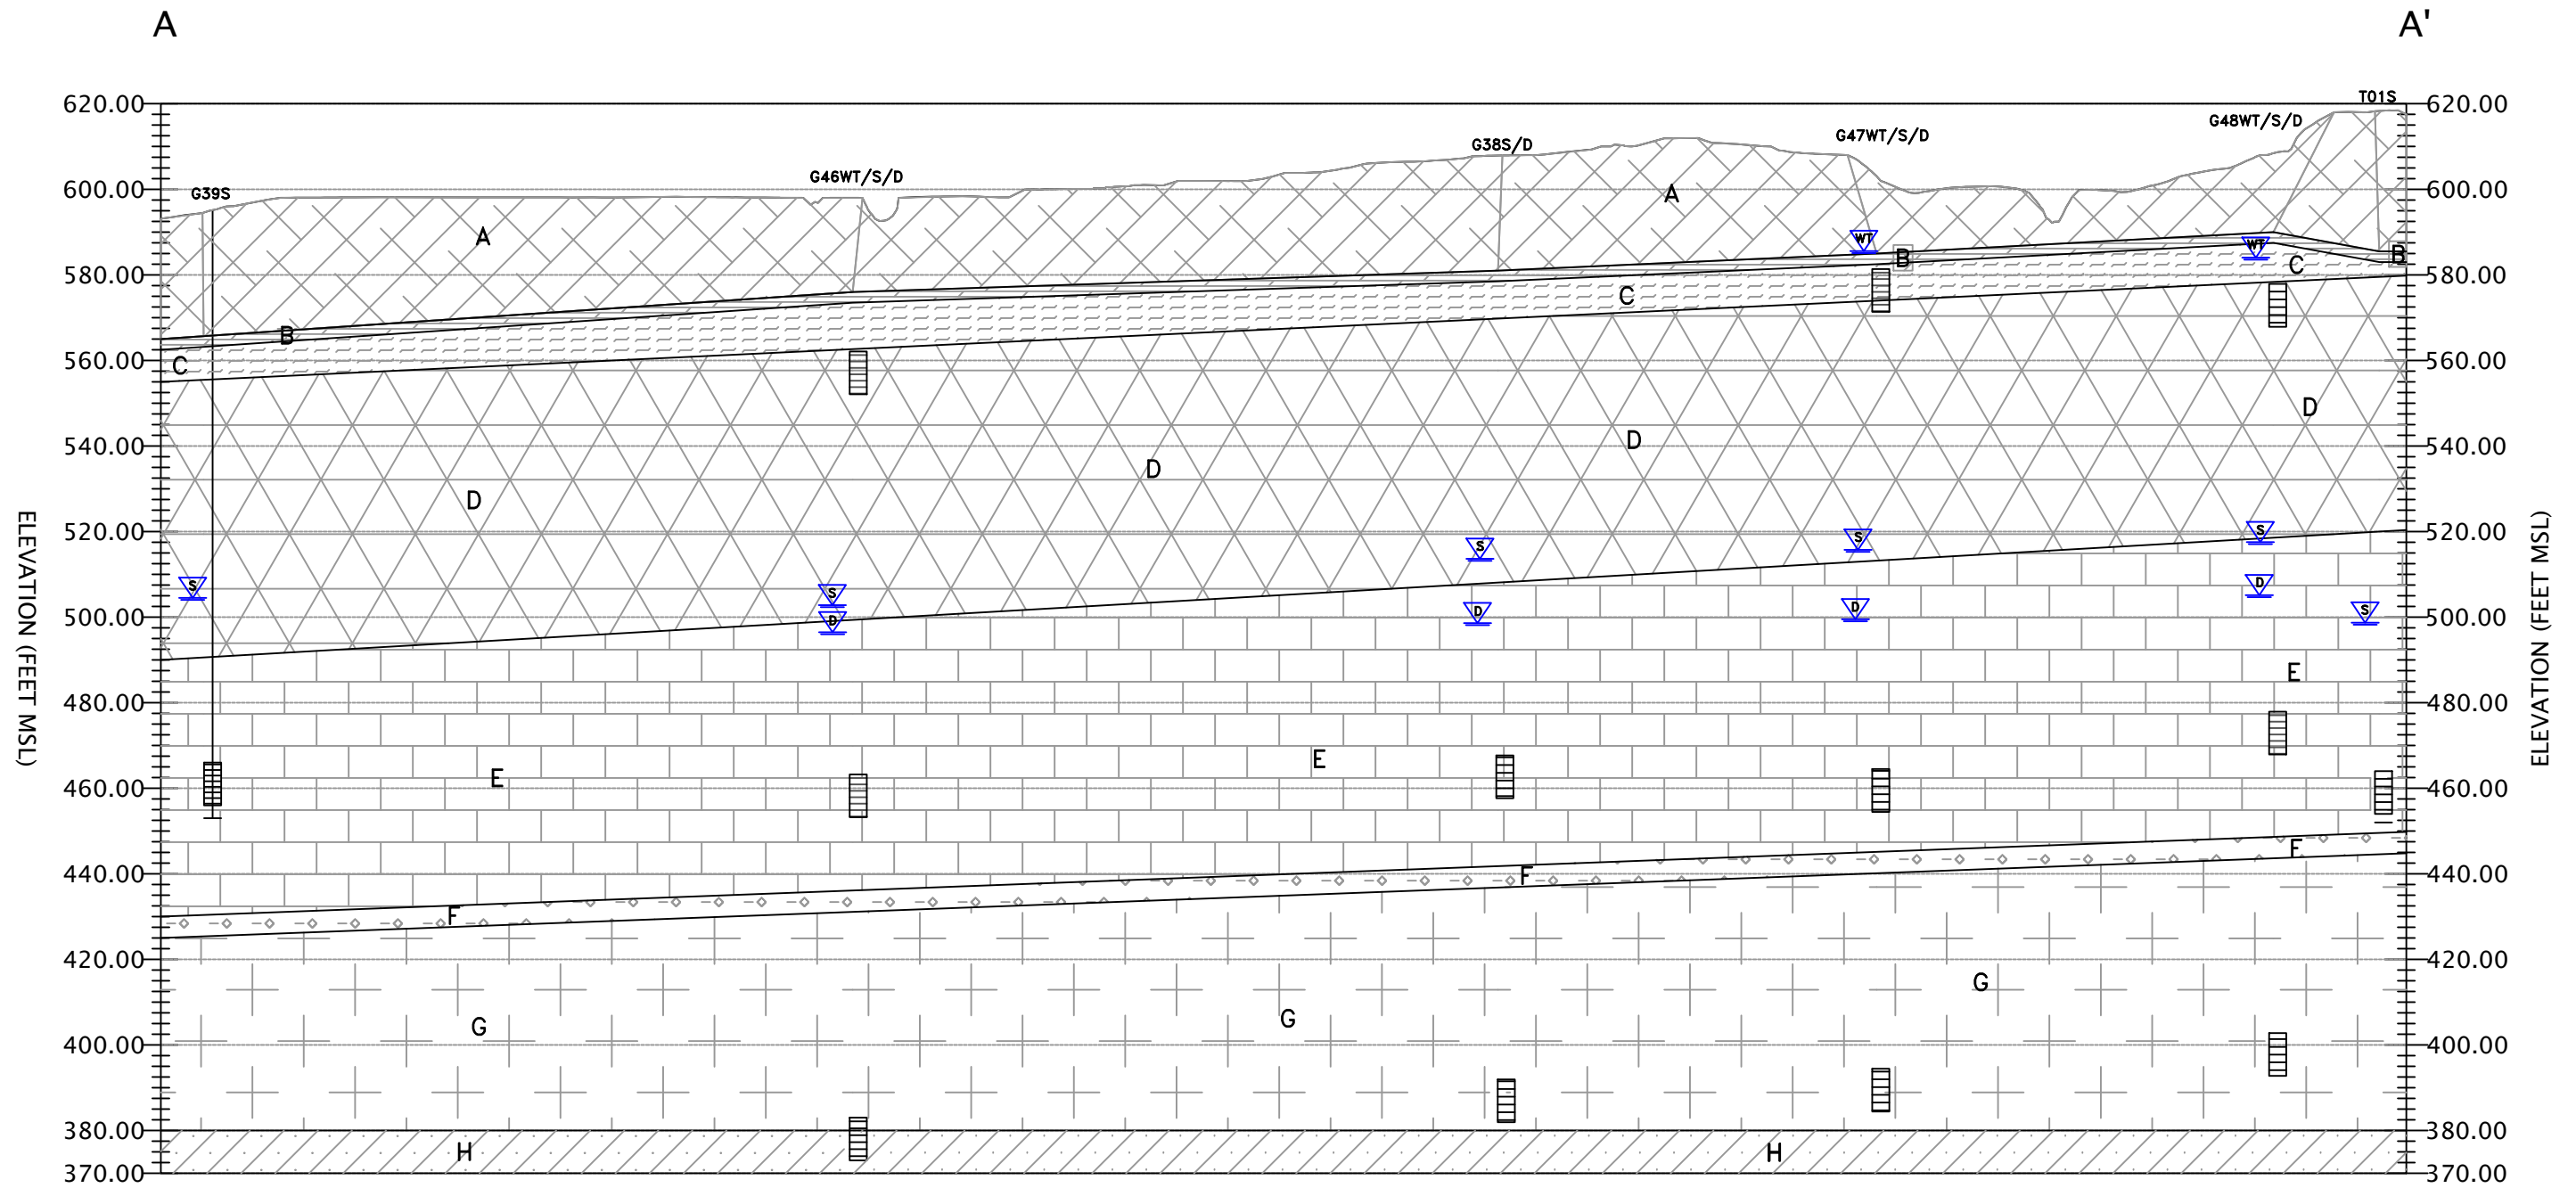 A A'
T01S
620.00 620.00
G48WT/S/D
G47WT/S/D
G38S/D
G46WT/S/D
G39S
600.00 A 600.00
A
WT
WT
B B
C
580.00 580.00
C
B
C
560.00 560.00
D
540.00 D 540.00
D
D
520.00 S 520.00
S
S
S
S
D
D
D
S
500.00 D 500.00
ELEVATION (FEET MSL)
ELEVATION (FEET MSL)
E
480.00 480.00
E
E
460.00 460.00
F
440.00 F 440.00
F
420.00 420.00
G
G
G
400.00 400.00
380.00 380.00
H H
370.00 370.00